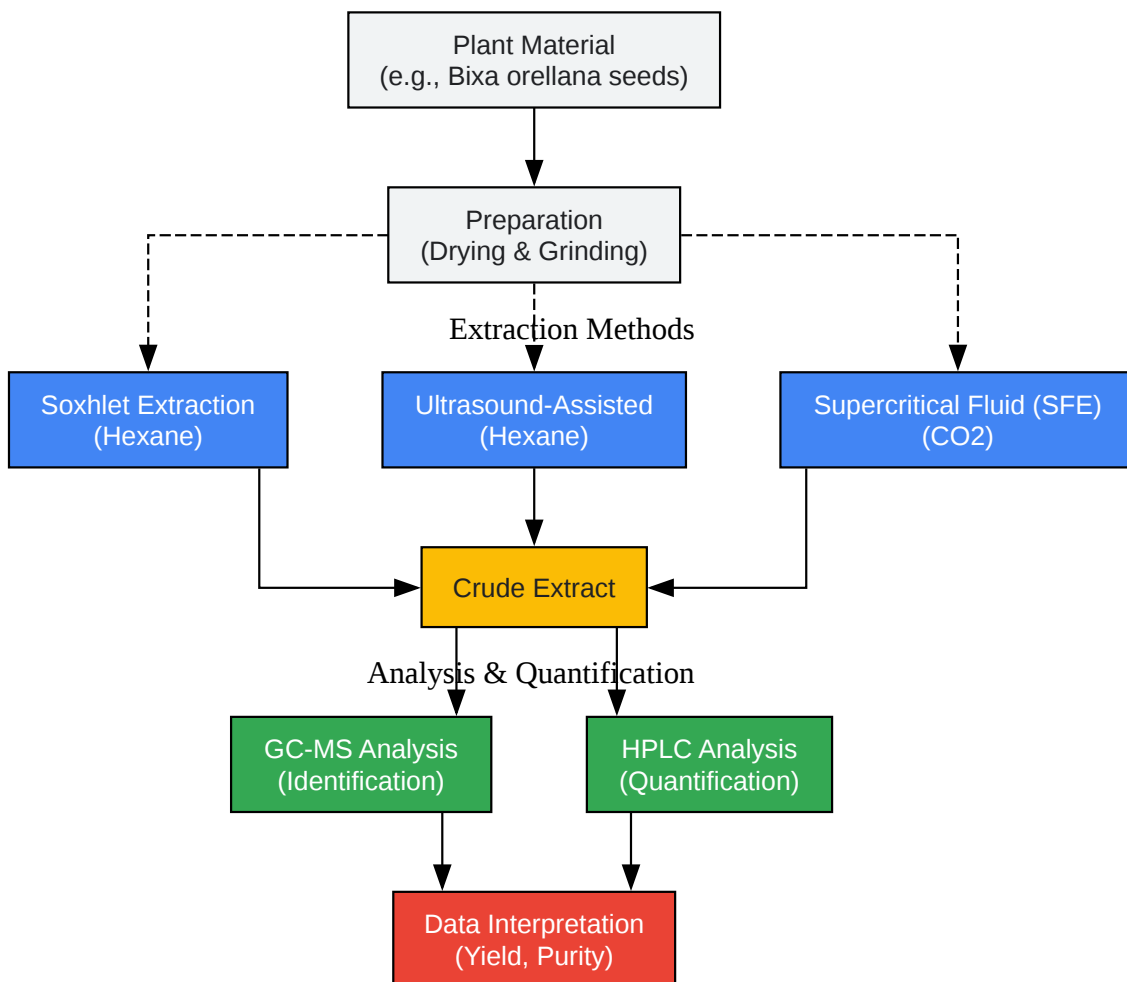 Plant Material
(e.g., Bixa orellana seeds)
Preparation
(Drying & Grinding)
Extraction Methods
Soxhlet Extraction
(Hexane)
Ultrasound-Assisted
(Hexane)
Supercritical Fluid (SFE)
(CO2)
Crude Extract
Analysis & Quantification
GC-MS Analysis
(Identification)
HPLC Analysis
(Quantification)
Data Interpretation
(Yield, Purity)